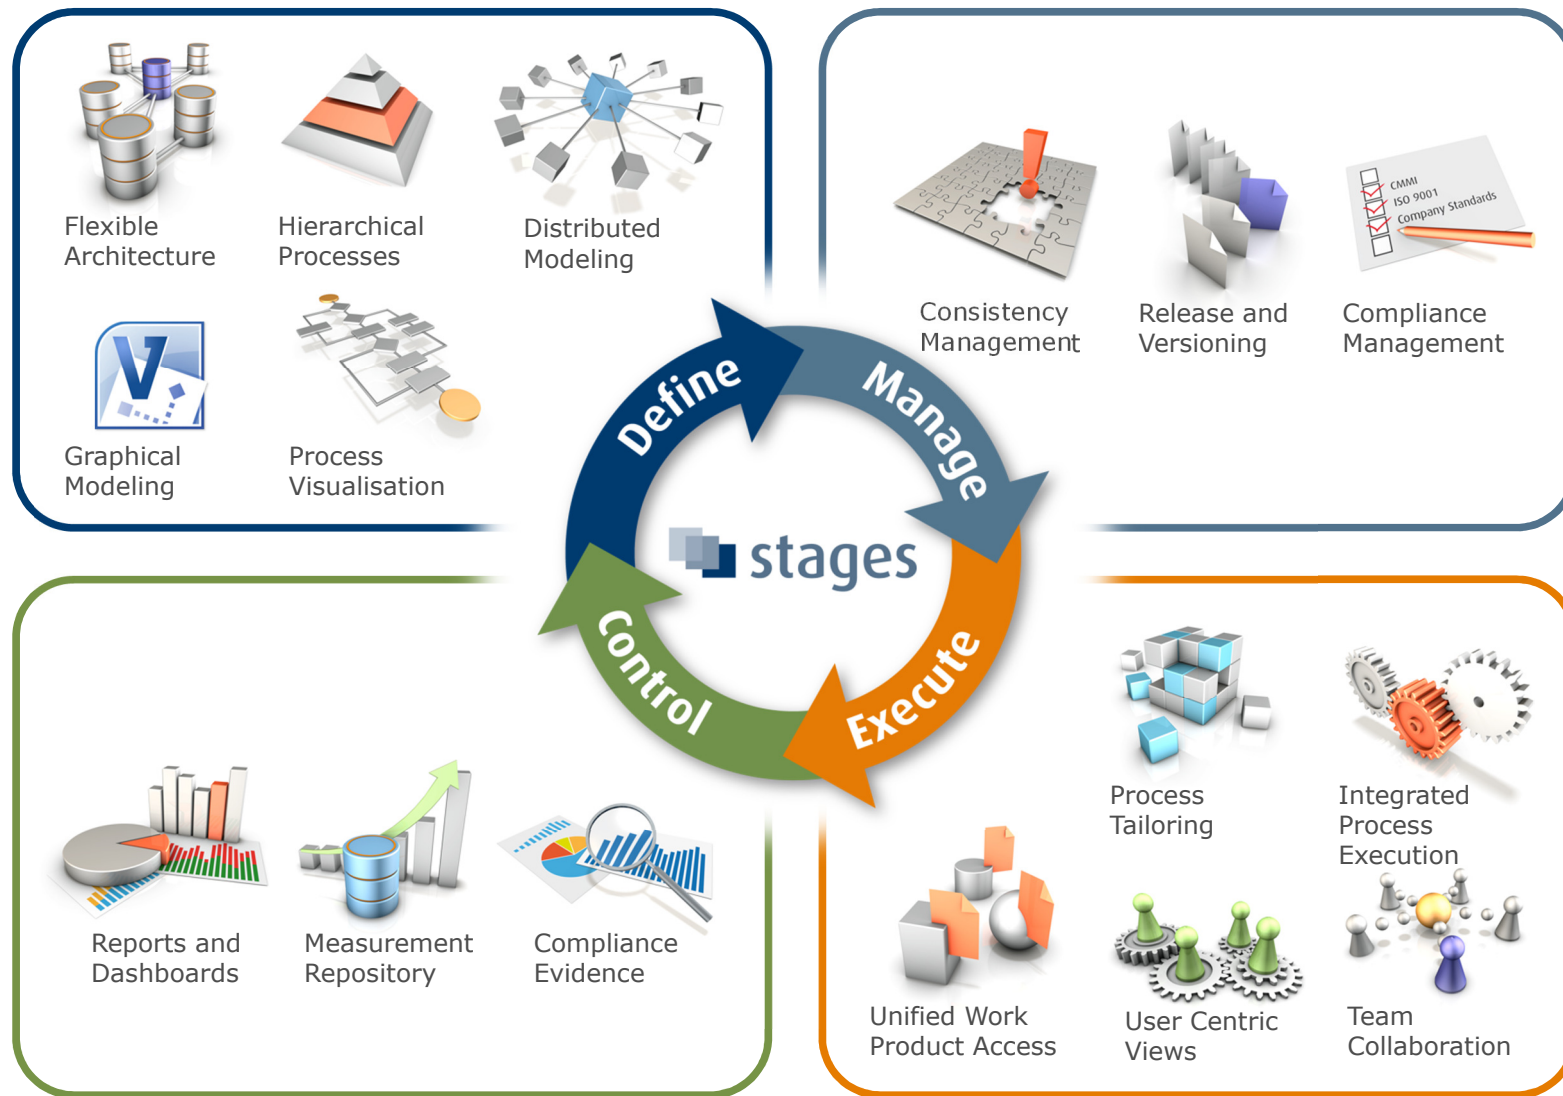 Flexible
Architecture
Hierarchical
Processes
Distributed
Modeling
V
Graphical
Modeling
Process
Visualisation
CMMI
ISO 9001
Company Standards
Consistency
Management
Release and
Versioning
Compliance
Management
Define
Manage
stages
Control
Execute
Reports and
Dashboards
Measurement
Repository
Compliance
Evidence
Process
Tailoring
Integrated
Process
Execution
Unified Work
Product Access
User Centric
Views
Team
Collaboration